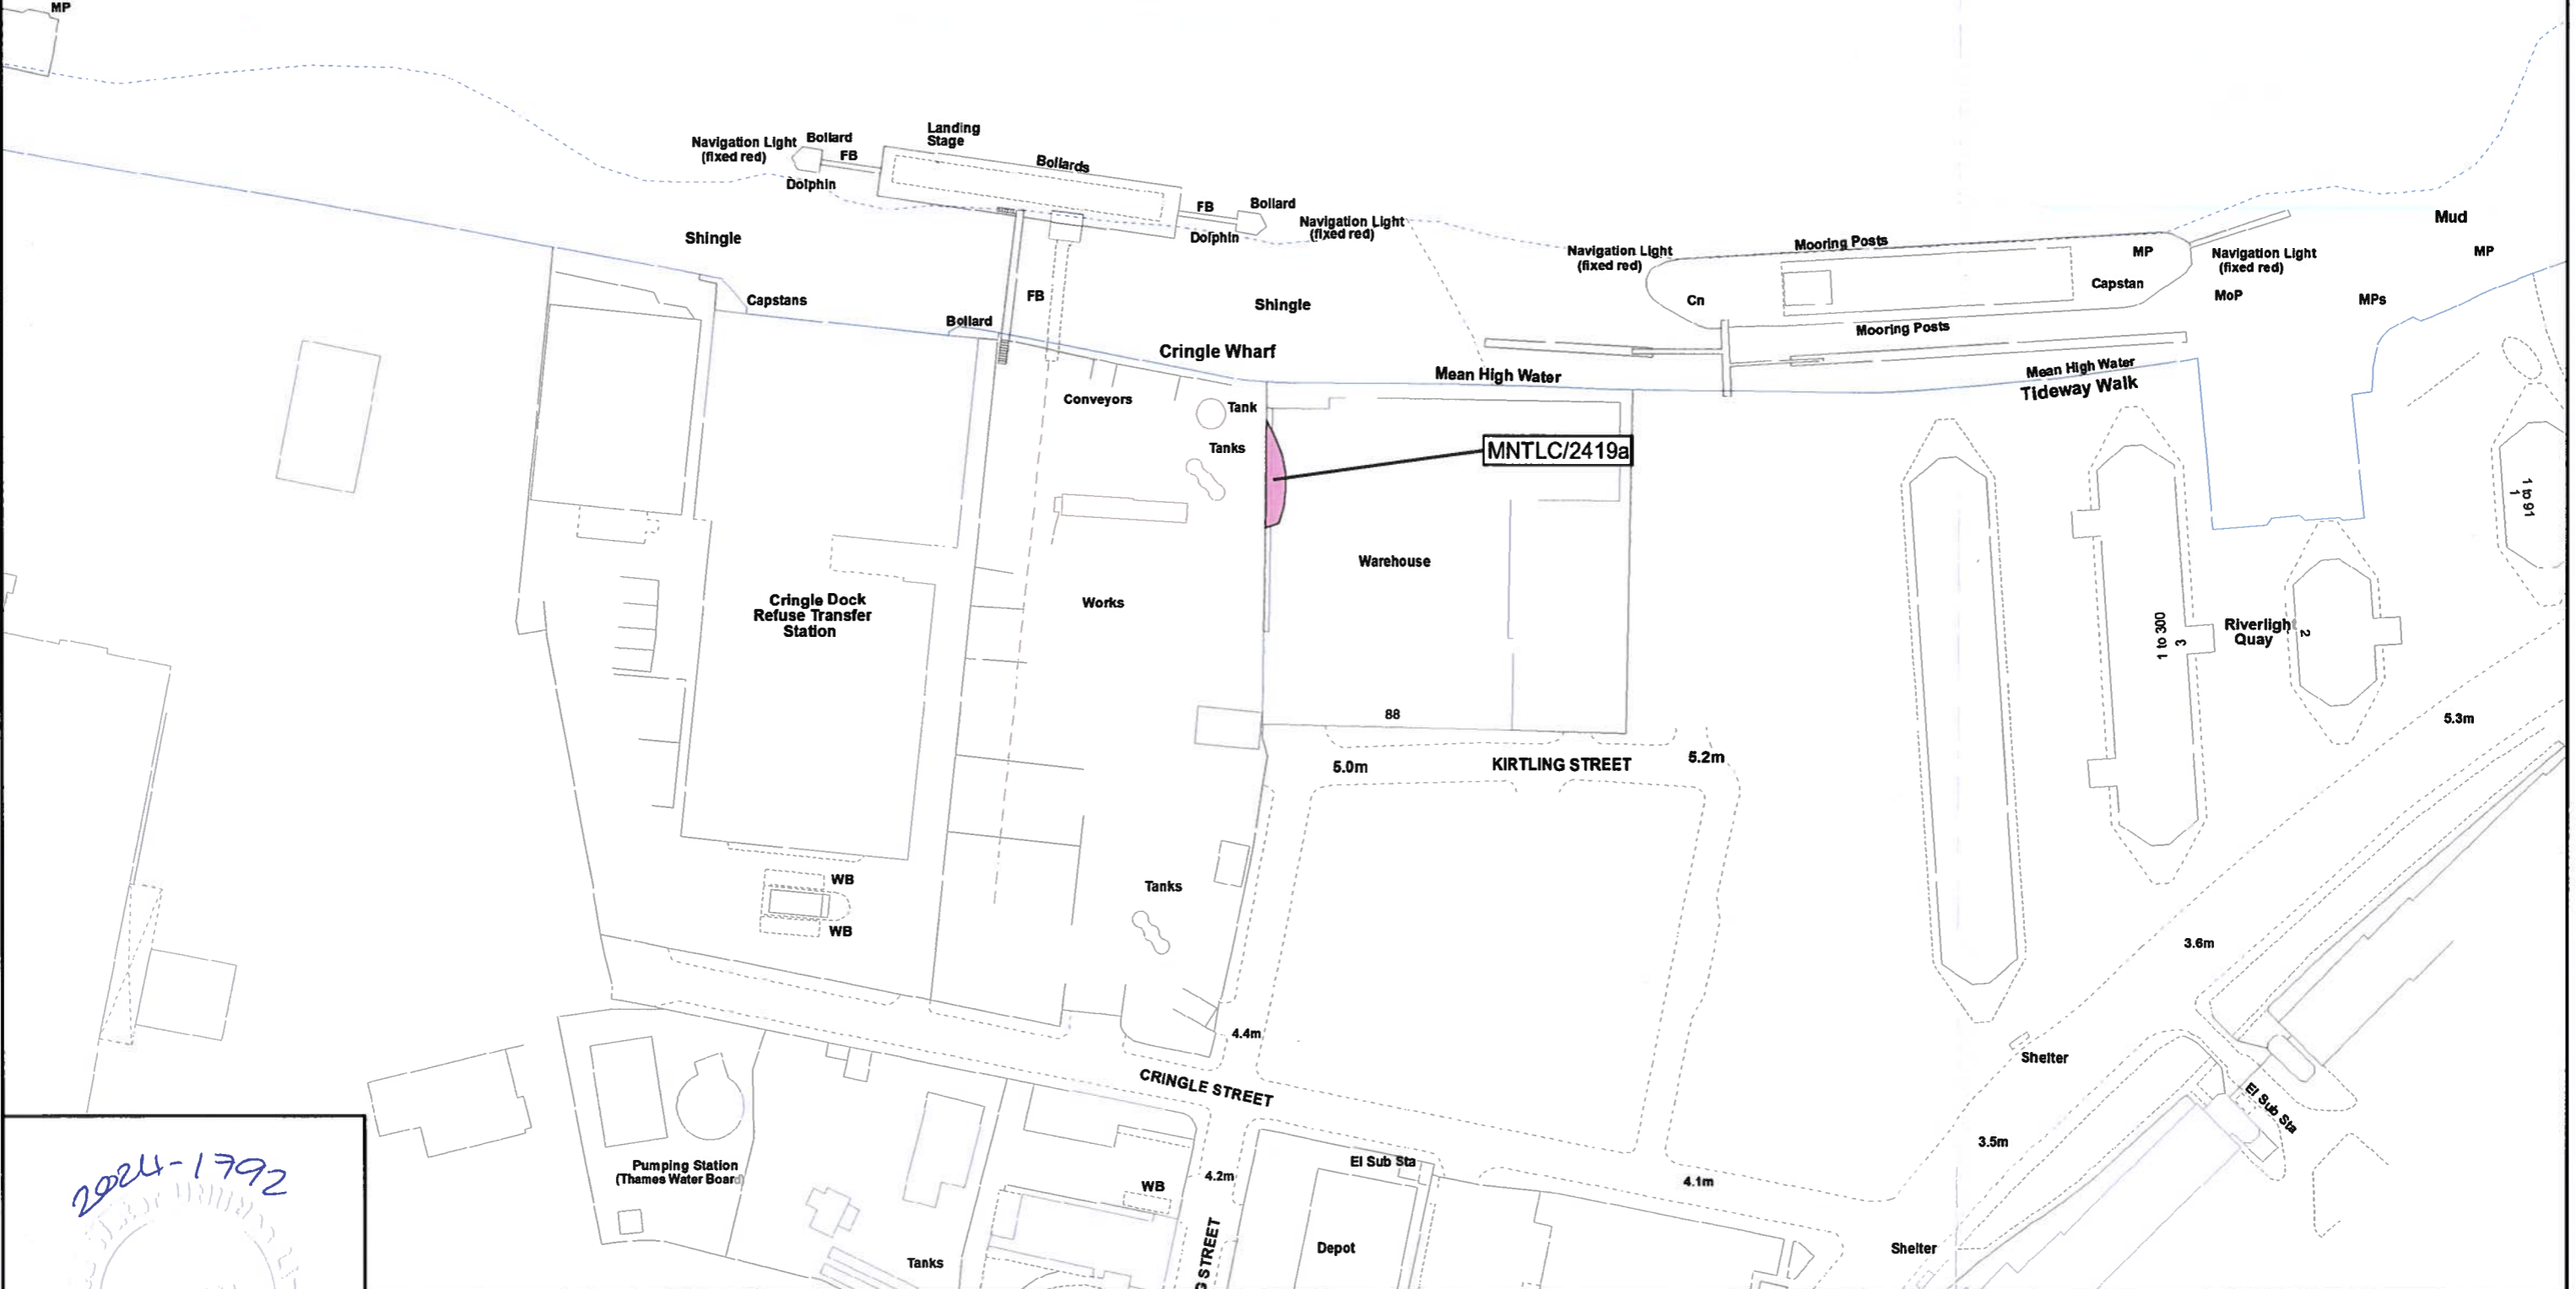 MP
Navigation Light
(fixed red)
Bollard
FB
Dolphin
Landing
Stage
Bollards
FB
Bollard
Dolphin
Navigation Light
(fixed red)
Shingle
Capstans
Bollard
FB
Shingle
Cringle Wharf
Navigation Light
(fixed red)
Mooring Posts
MP
Capstan
Cn
Mooring Posts
Navigation Light
(fixed red)
MoP
Mud
MP
MPs
Mean High Water
Mean High Water
Tideway Walk
Conveyors
Tank
Tanks
MNTLC/2419a
Warehouse
Works
Cringle Dock
Refuse Transfer
Station
88
5.0m
KIRTLING STREET
5.2m
1 to 300
3
Riverligh
Quay
2
1 to 91
1
5.3m
3.6m
WB
WB
Tanks
4.4m
CRINGLE STREET
Shelter
El Sub Sta
3.5m
2024-1792
Pumping Station
(Thames Water Board)
Tanks
WB
4.2m
G STREET
El Sub Sta
Depot
4.1m
Shelter